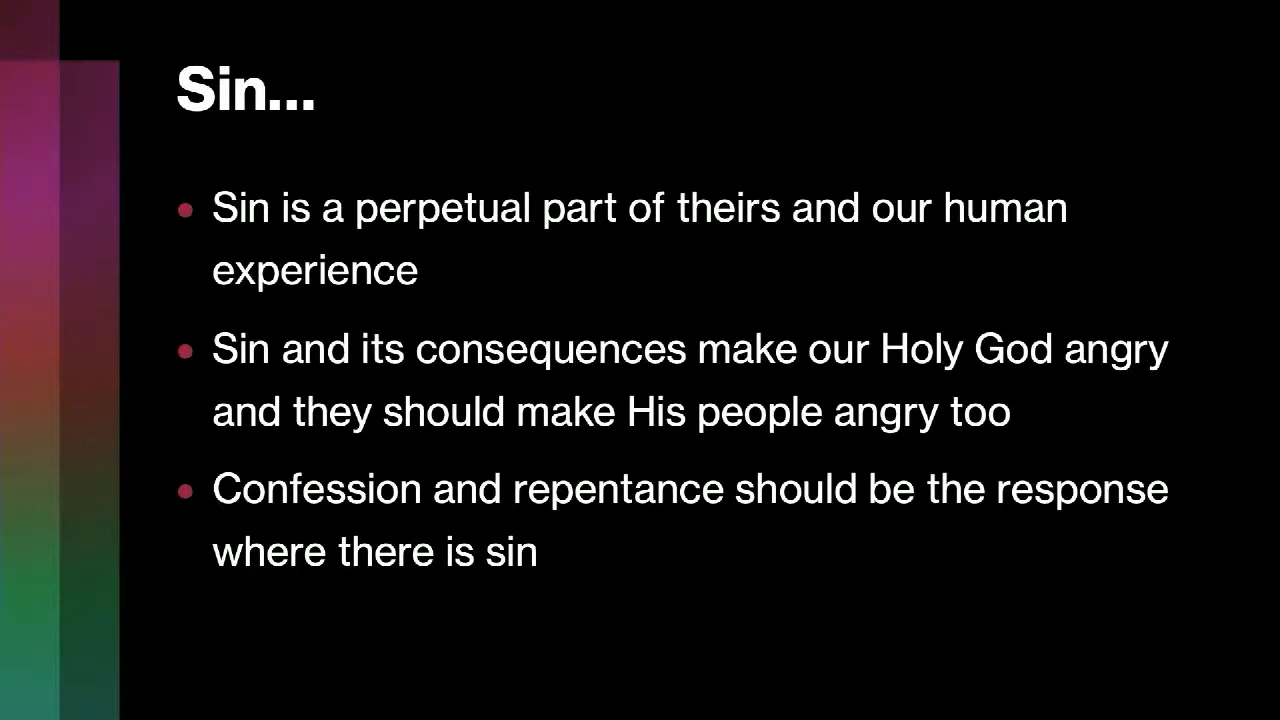 Sin...
• Sin is a perpetual part of theirs and our human
experience
• Sin and its consequences make our Holy God angry
and they should make His people angry too
• Confession and repentance should be the response
where there is sin